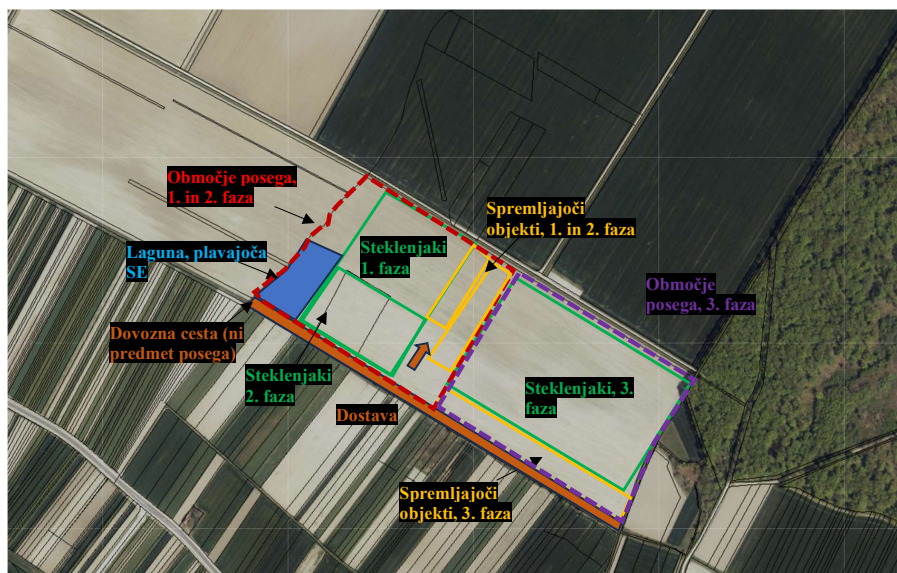 Območje posega,
1. in 2. faza
Spremljajoči
objekti, 1. in 2. faza
Laguna, plavajoča
SE
Steklenjaki
1. faza
Območje
posega, 3. faza
Dovozna cesta (ni
predmet posega)
Steklenjaki
2. faza
Steklenjaki, 3.
faza
Dostava
Spremljajoči
objekti, 3. faza